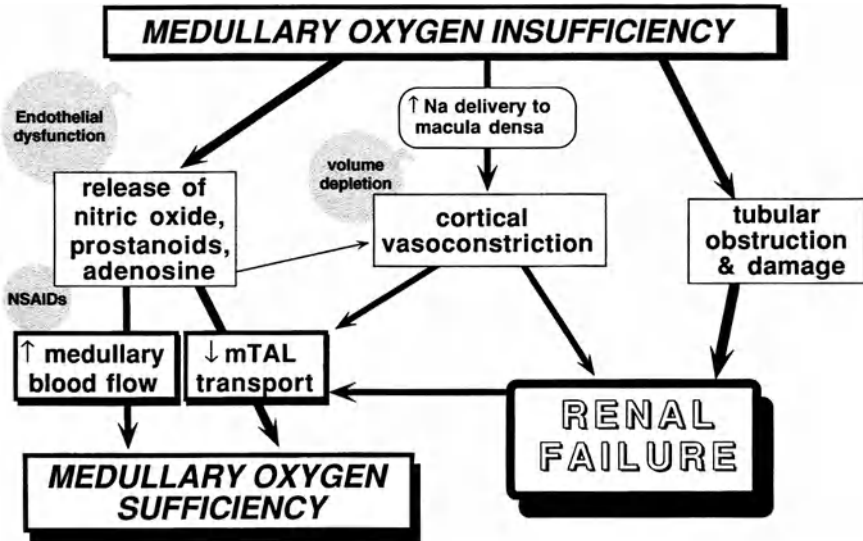 MEDULLARY OXYGEN INSUFFICIENCY
Endothelial
dysfunction
↑ Na delivery to
macula densa
volume
depletion
release of
nitric oxide,
prostanoids,
adenosine
cortical
vasoconstriction
tubular
obstruction
& damage
NSAIDs
↑ medullary
blood flow
↓ mTAL
transport
RENAL
FAILURE
MEDULLARY OXYGEN
SUFFICIENCY